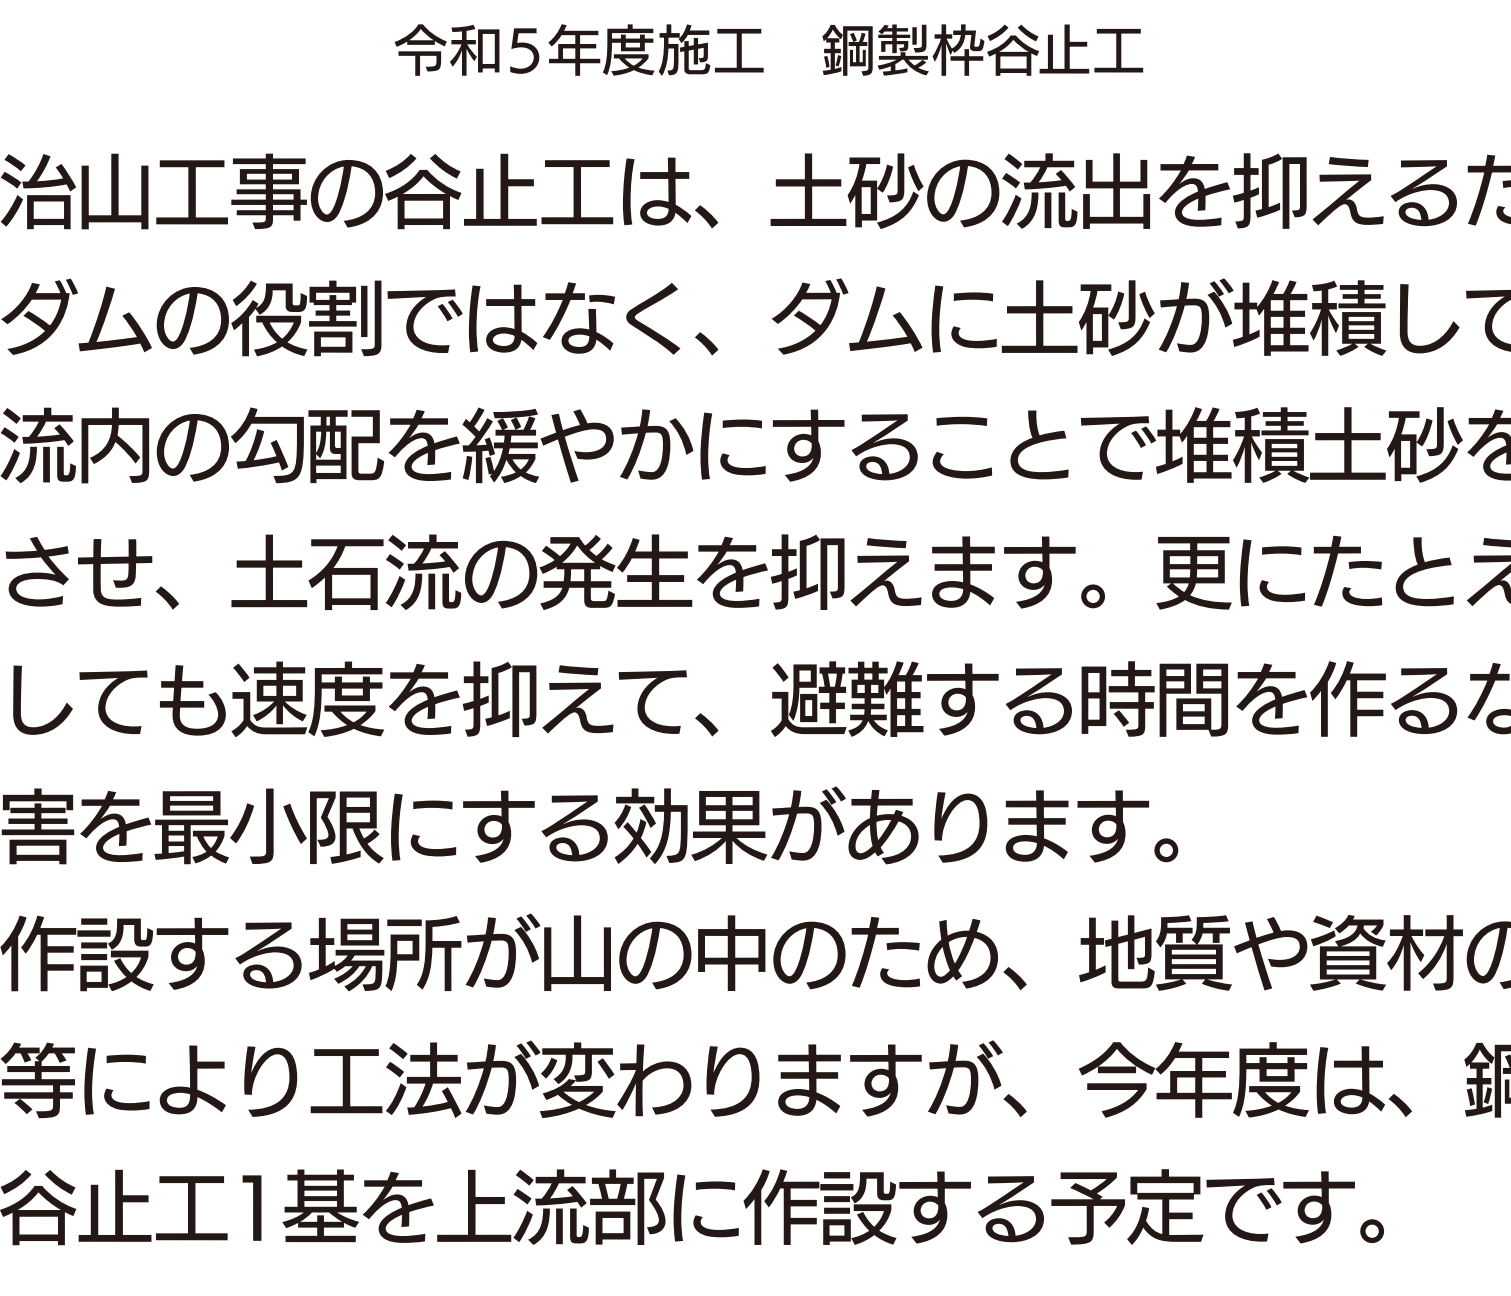 令和５年度施工　鋼製枠谷止工
治山工事の谷止工は、土砂の流出を抑えるた
ダムの役割ではなく、ダムに土砂が堆積して
流内の勾配を緩やかにすることで堆積土砂を
させ、土石流の発生を抑えます。更にたとえ
しても速度を抑えて、避難する時間を作るな
害を最小限にする効果があります。
作設する場所が山の中のため、地質や資材の
等により工法が変わりますが、今年度は、鋼
谷止工1基を上流部に作設する予定です。